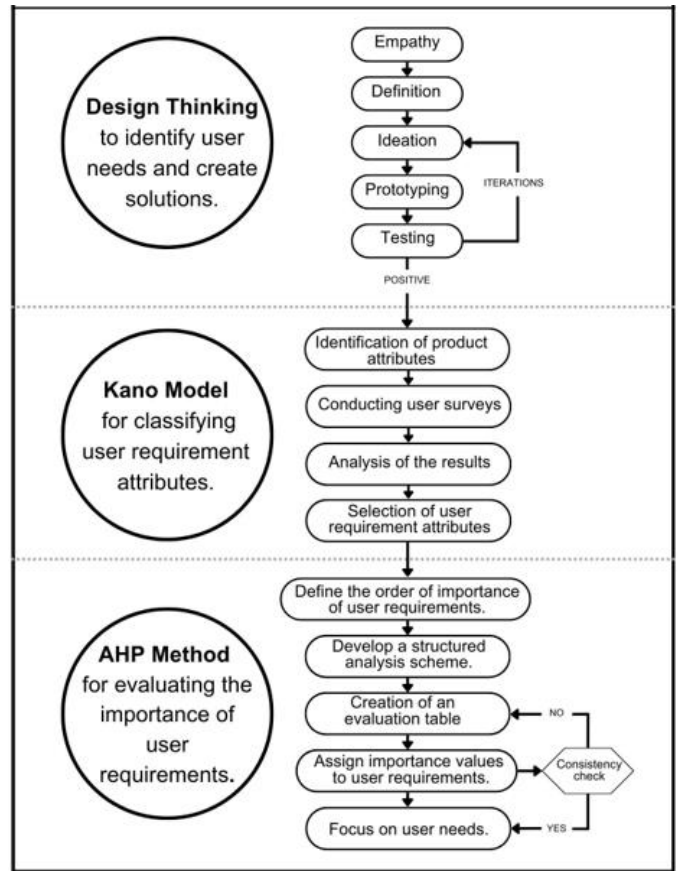 Design Thinking
to identify user
needs and create
solutions.
Empathy
Definition
Ideation
Prototyping
ITERATIONS
Testing
POSITIVE
Kano Model
for classifying
user requirement
attributes.
Identification of product
attributes
Conducting user surveys
Analysis of the results
Selection of user
requirement attributes
AHP Method
for evaluating the
importance of
user
requirements.
Define the order of importance
of user requirements.
Develop a structured
analysis scheme.
Creation of an
evaluation table
NO
Assign importance values
to user requirements.
Consistency
check
Focus on user needs.
YES